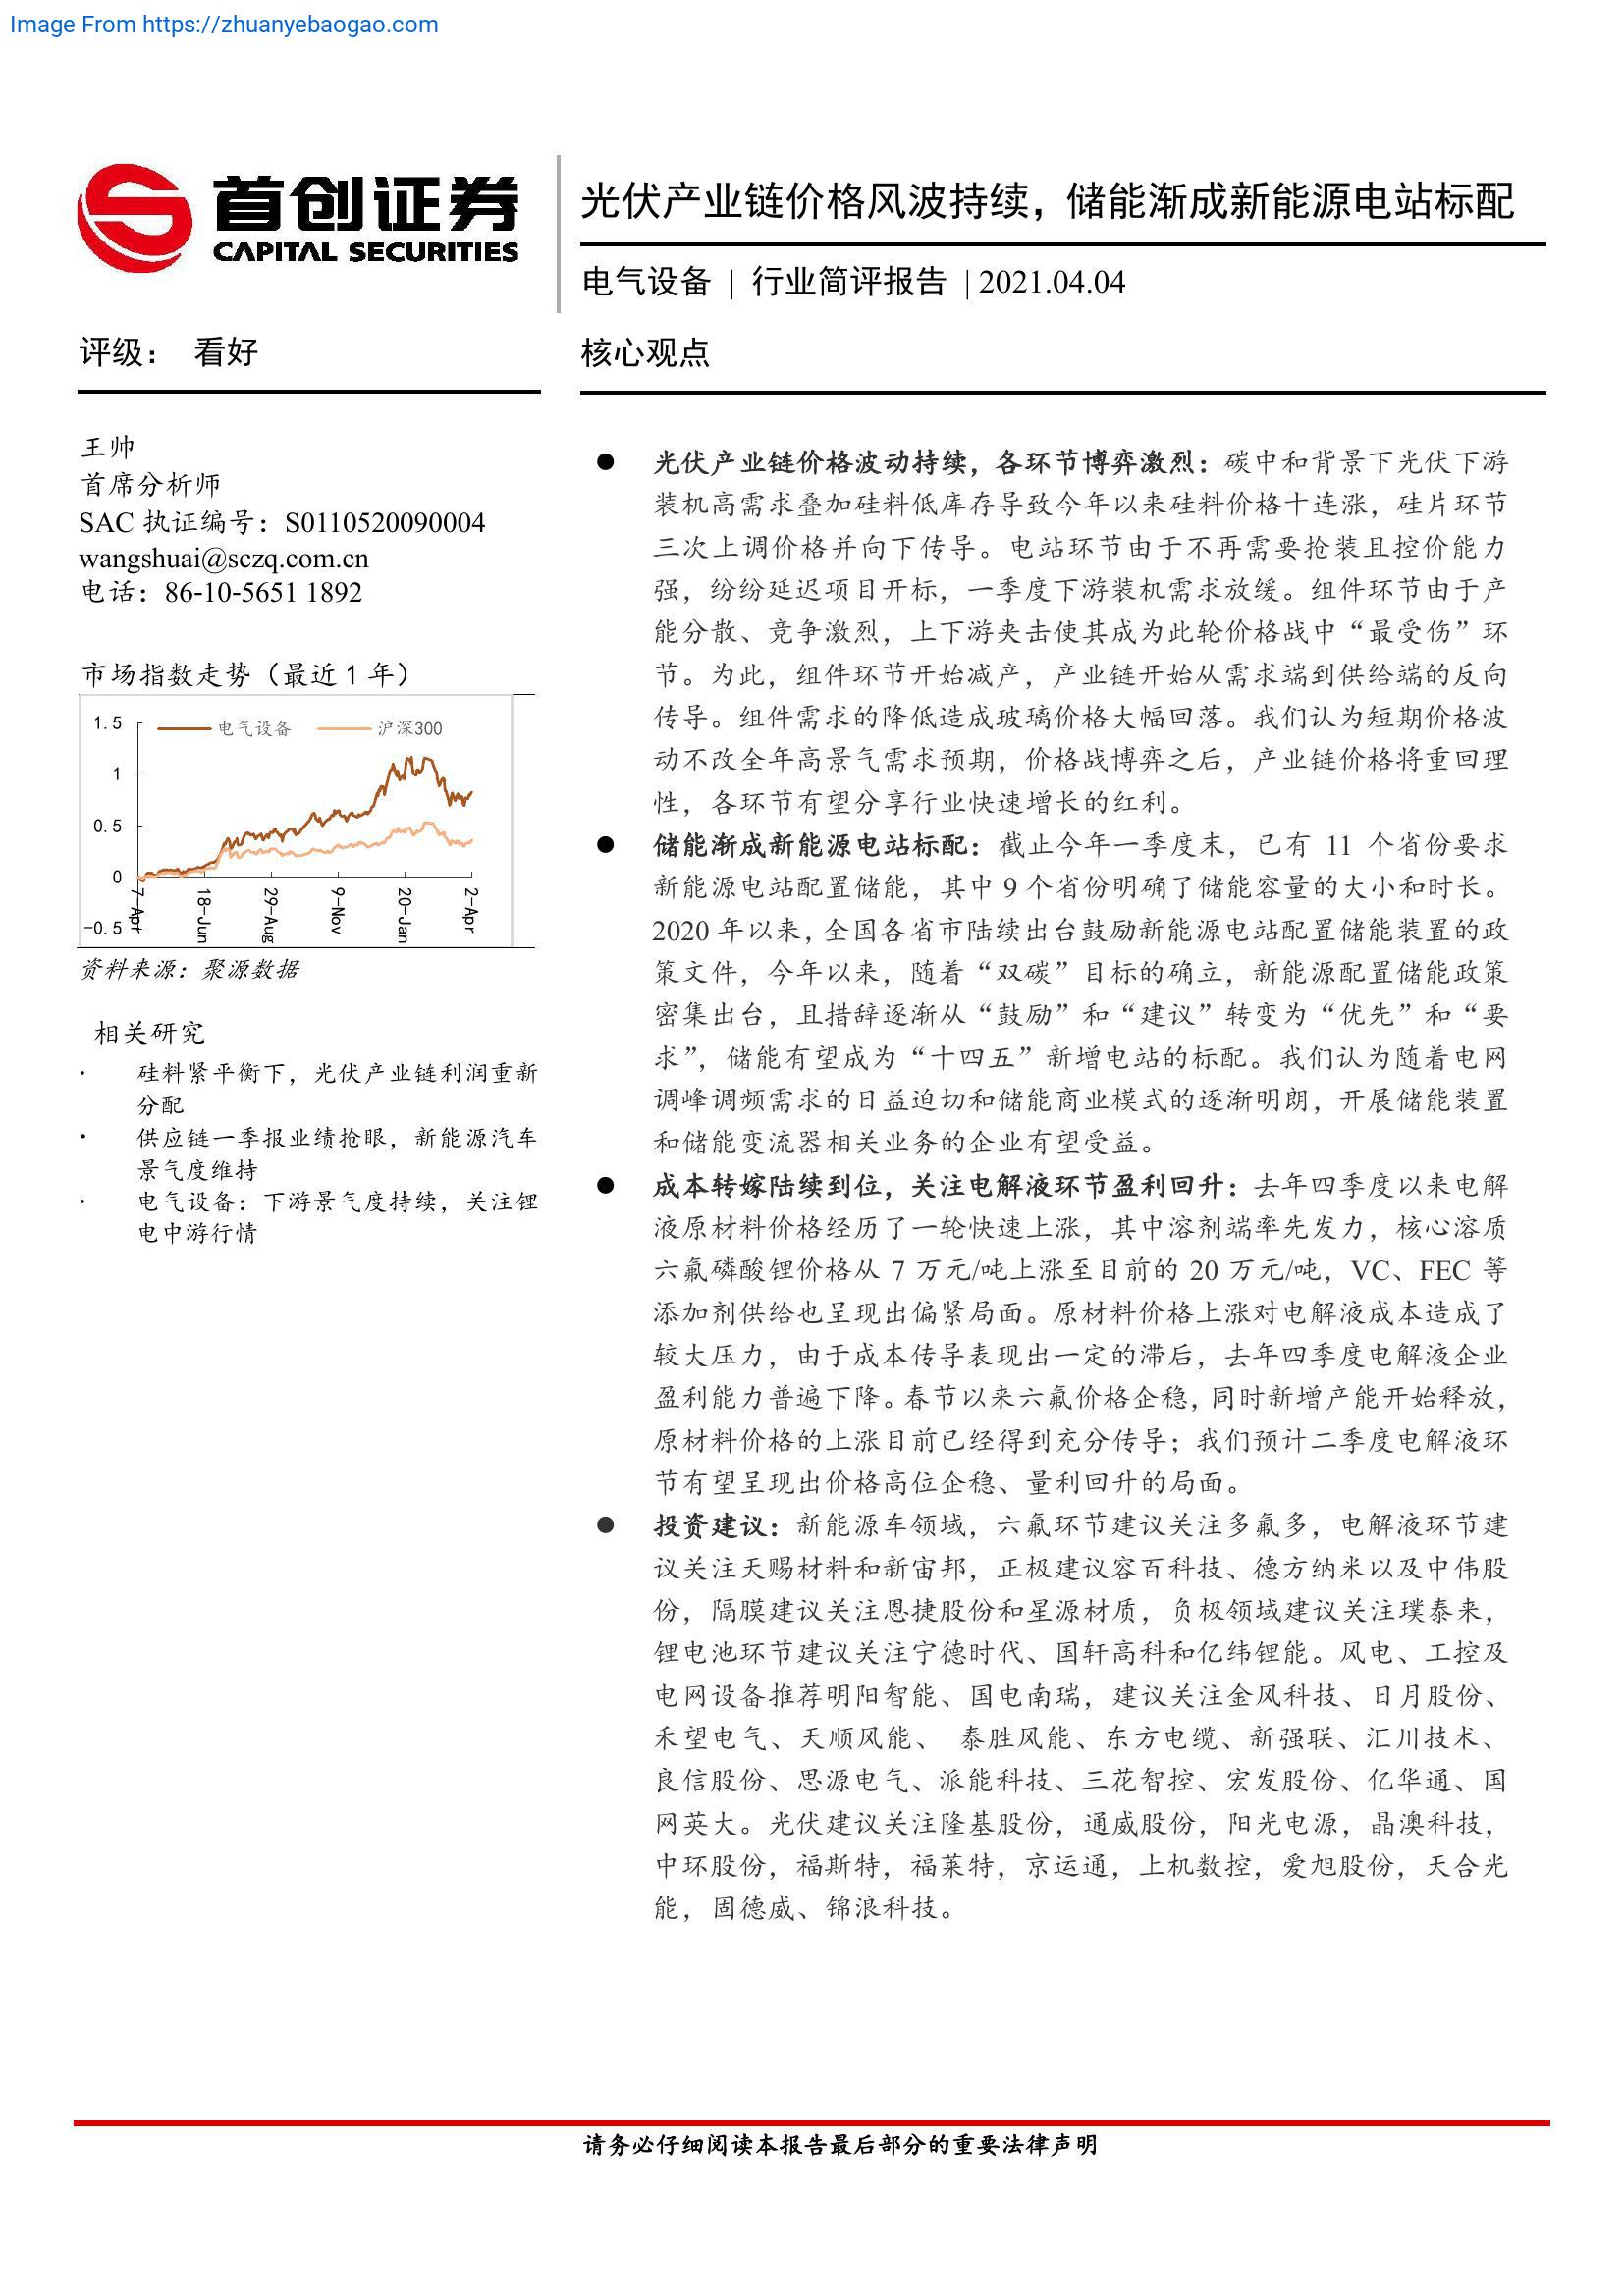 Image From https://zhuanyebaogao.com
首创证券
CAPITAL SECURITIES
光伏产业链价格风波持续，储能渐成新能源电站标配
电气设备 | 行业简评报告 | 2021.04.04
评级： 看好
核心观点
王帅
首席分析师
SAC 执证编号：S0110520090004
wangshuai@sczq.com.cn
电话：86-10-5651 1892
市场指数走势（最近 1 年）
电气设备 沪深300
1.5
1
0.5
0
-0.5
7-Apr 18-Jun 29-Aug 9-Nov 20-Jan 2-Apr
资料来源：聚源数据
相关研究
· 硅料紧平衡下，光伏产业链利润重新
分配
· 供应链一季报业绩抢眼，新能源汽车
景气度维持
· 电气设备：下游景气度持续，关注锂
电中游行情
● 光伏产业链价格波动持续，各环节博弈激烈：碳中和背景下光伏下游
装机高需求叠加硅料低库存导致今年以来硅料价格十连涨，硅片环节
三次上调价格并向下传导。电站环节由于不再需要抢装且控价能力
强，纷纷延迟项目开标，一季度下游装机需求放缓。组件环节由于产
能分散、竞争激烈，上下游夹击使其成为此轮价格战中“最受伤”环
节。为此，组件环节开始减产，产业链开始从需求端到供给端的反向
传导。组件需求的降低造成玻璃价格大幅回落。我们认为短期价格波
动不改全年高景气需求预期，价格战博弈之后，产业链价格将重回理
性，各环节有望分享行业快速增长的红利。
● 储能渐成新能源电站标配：截止今年一季度末，已有 11 个省份要求
新能源电站配置储能，其中 9 个省份明确了储能容量的大小和时长。
2020 年以来，全国各省市陆续出台鼓励新能源电站配置储能装置的政
策文件，今年以来，随着“双碳”目标的确立，新能源配置储能政策
密集出台，且措辞逐渐从“鼓励”和“建议”转变为“优先”和“要
求”，储能有望成为“十四五”新增电站的标配。我们认为随着电网
调峰调频需求的日益迫切和储能商业模式的逐渐明朗，开展储能装置
和储能变流器相关业务的企业有望受益。
● 成本转嫁陆续到位，关注电解液环节盈利回升：去年四季度以来电解
液原材料价格经历了一轮快速上涨，其中溶剂端率先发力，核心溶质
六氟磷酸锂价格从 7 万元/吨上涨至目前的 20 万元/吨，VC、FEC 等
添加剂供给也呈现出偏紧局面。原材料价格上涨对电解液成本造成了
较大压力，由于成本传导表现出一定的滞后，去年四季度电解液企业
盈利能力普遍下降。春节以来六氟价格企稳，同时新增产能开始释放，
原材料价格的上涨目前已经得到充分传导；我们预计二季度电解液环
节有望呈现出价格高位企稳、量利回升的局面。
● 投资建议：新能源车领域，六氟环节建议关注多氟多，电解液环节建
议关注天赐材料和新宙邦，正极建议容百科技、德方纳米以及中伟股
份，隔膜建议关注恩捷股份和星源材质，负极领域建议关注璞泰来，
锂电池环节建议关注宁德时代、国轩高科和亿纬锂能。风电、工控及
电网设备推荐明阳智能、国电南瑞，建议关注金风科技、日月股份、
禾望电气、天顺风能、 泰胜风能、东方电缆、新强联、汇川技术、
良信股份、思源电气、派能科技、三花智控、宏发股份、亿华通、国
网英大。光伏建议关注隆基股份，通威股份，阳光电源，晶澳科技，
中环股份，福斯特，福莱特，京运通，上机数控，爱旭股份，天合光
能，固德威、锦浪科技。
请务必仔细阅读本报告最后部分的重要法律声明